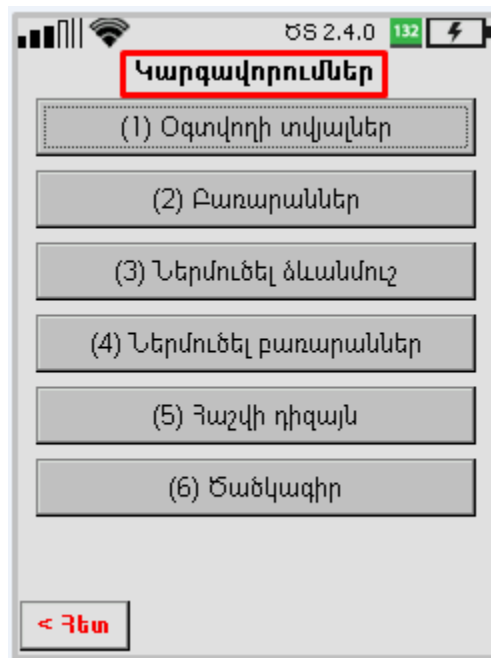 ԾՏ 2.4.0 132
Կարգավորումներ
(1) Օգտվողի տվյալներ
(2) Բառարաններ
(3) Ներմուծել ձևանմուշ
(4) Ներմուծել բառարաններ
(5) Հաշվի դիզայն
(6) Ծածկագիր
< Հետ